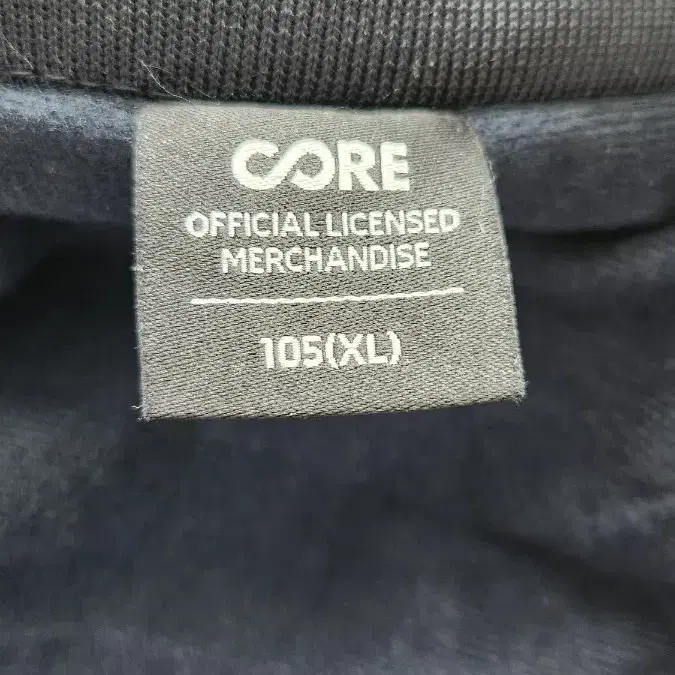 CORE
OFFICIAL LICENSED
MERCHANDISE
105(XL)